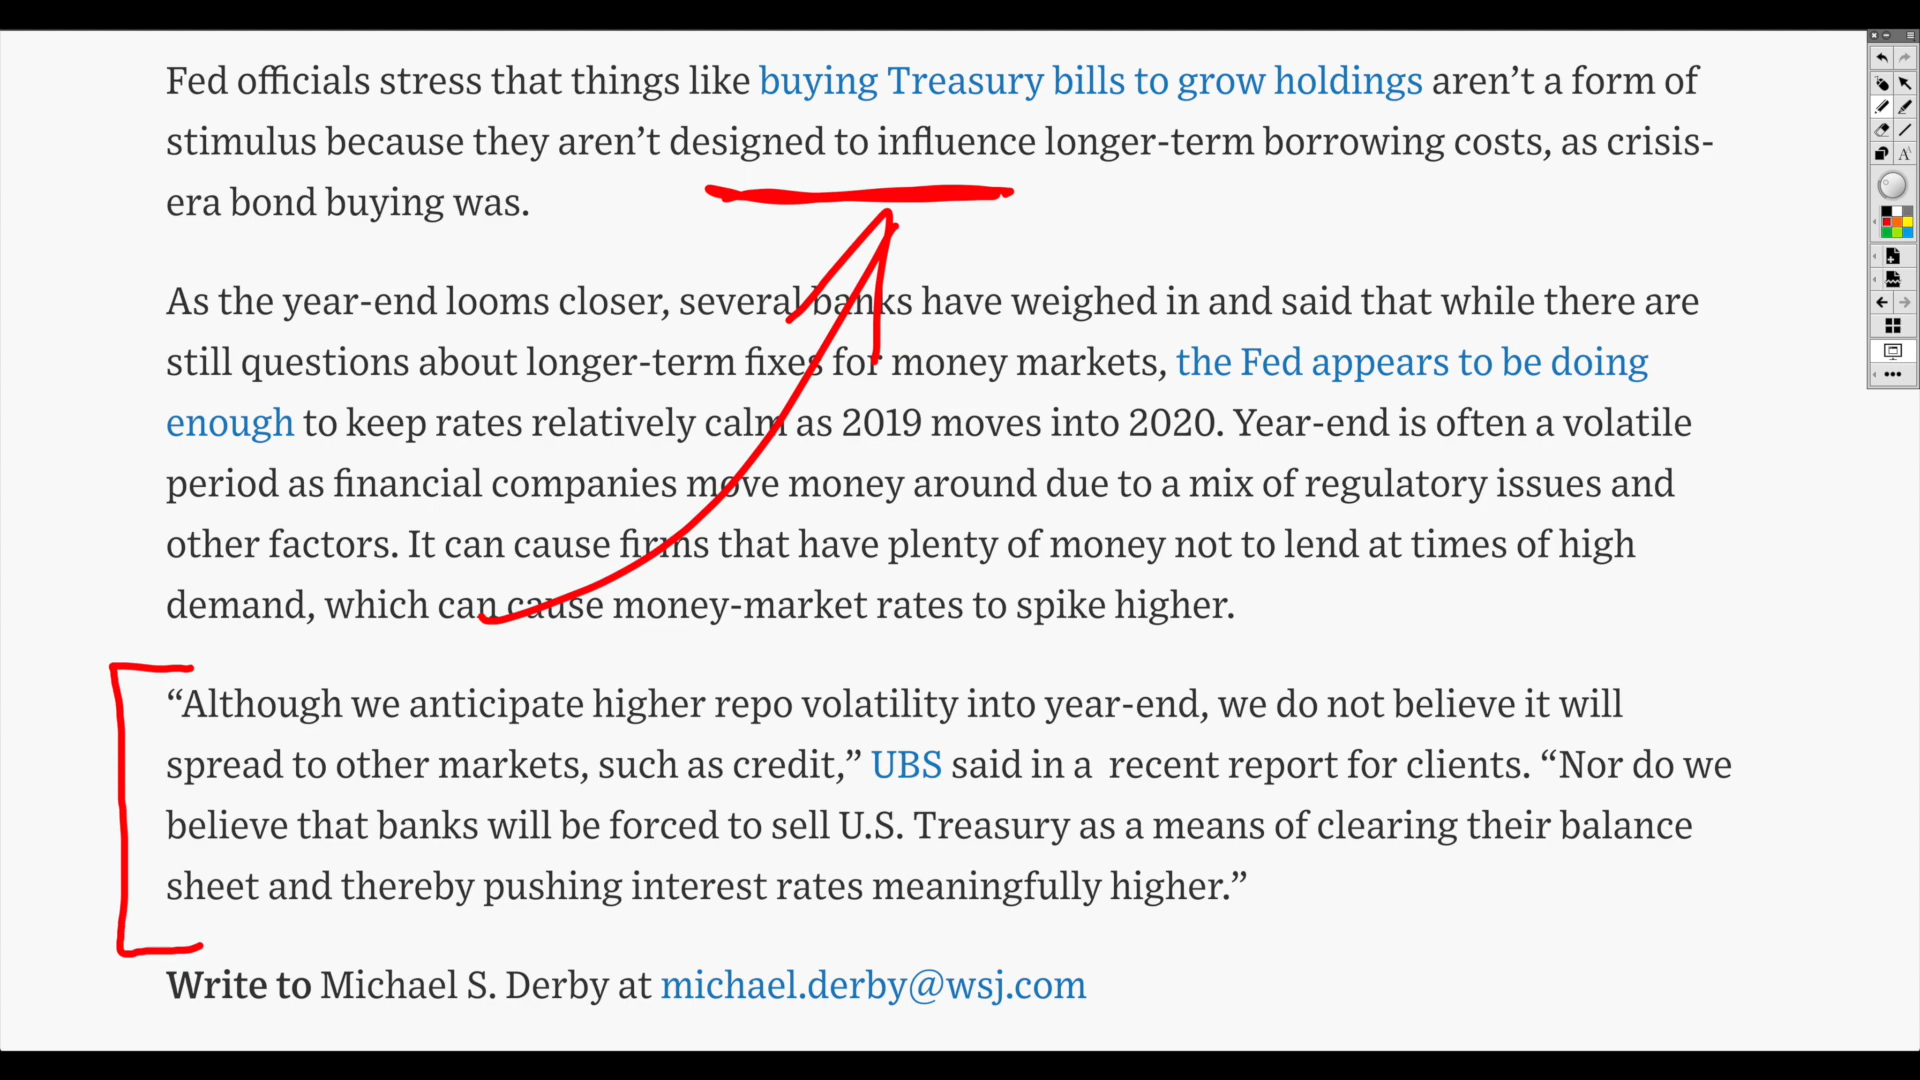 Fed officials stress that things like buying Treasury bills to grow holdings aren’t a form of
stimulus because they aren’t designed to influence longer-term borrowing costs, as crisis-
era bond buying was.
As the year-end looms closer, several banks have weighed in and said that while there are
still questions about longer-term fixes for money markets, the Fed appears to be doing
enough to keep rates relatively calm as 2019 moves into 2020. Year-end is often a volatile
period as financial companies move money around due to a mix of regulatory issues and
other factors. It can cause firms that have plenty of money not to lend at times of high
demand, which can cause money-market rates to spike higher.
“Although we anticipate higher repo volatility into year-end, we do not believe it will
spread to other markets, such as credit,” UBS said in a recent report for clients. “Nor do we
believe that banks will be forced to sell U.S. Treasury as a means of clearing their balance
sheet and thereby pushing interest rates meaningfully higher.”
Write to Michael S. Derby at michael.derby@wsj.com